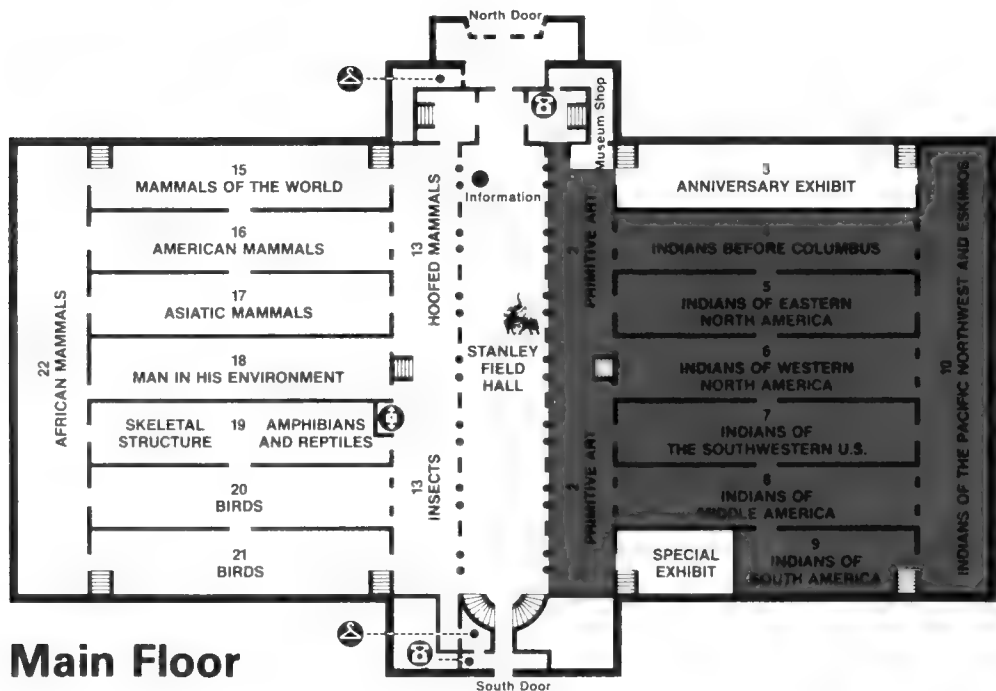 North Door
Museum Shop
Information
15
MAMMALS OF THE WORLD
16
AMERICAN MAMMALS
17
ASIATIC MAMMALS
18
MAN IN HIS ENVIRONMENT
SKELETAL
STRUCTURE
19
AMPHIBIANS
AND REPTILES
20
BIRDS
21
BIRDS
22
AFRICAN MAMMALS
13
HOOFED MAMMALS
13
INSECTS
STANLEY
FIELD
HALL
2
PRIMITIVE ART
2
PRIMITIVE ART
3
ANNIVERSARY EXHIBIT
4
INDIANS BEFORE COLUMBUS
5
INDIANS OF EASTERN
NORTH AMERICA
6
INDIANS OF WESTERN
NORTH AMERICA
7
INDIANS OF
THE SOUTHWESTERN U.S.
8
INDIANS OF
MIDDLE AMERICA
SPECIAL
EXHIBIT
9
INDIANS OF
SOUTH AMERICA
10
INDIANS OF THE PACIFIC NORTHWEST AND ESKIMOS
Main Floor
South Door